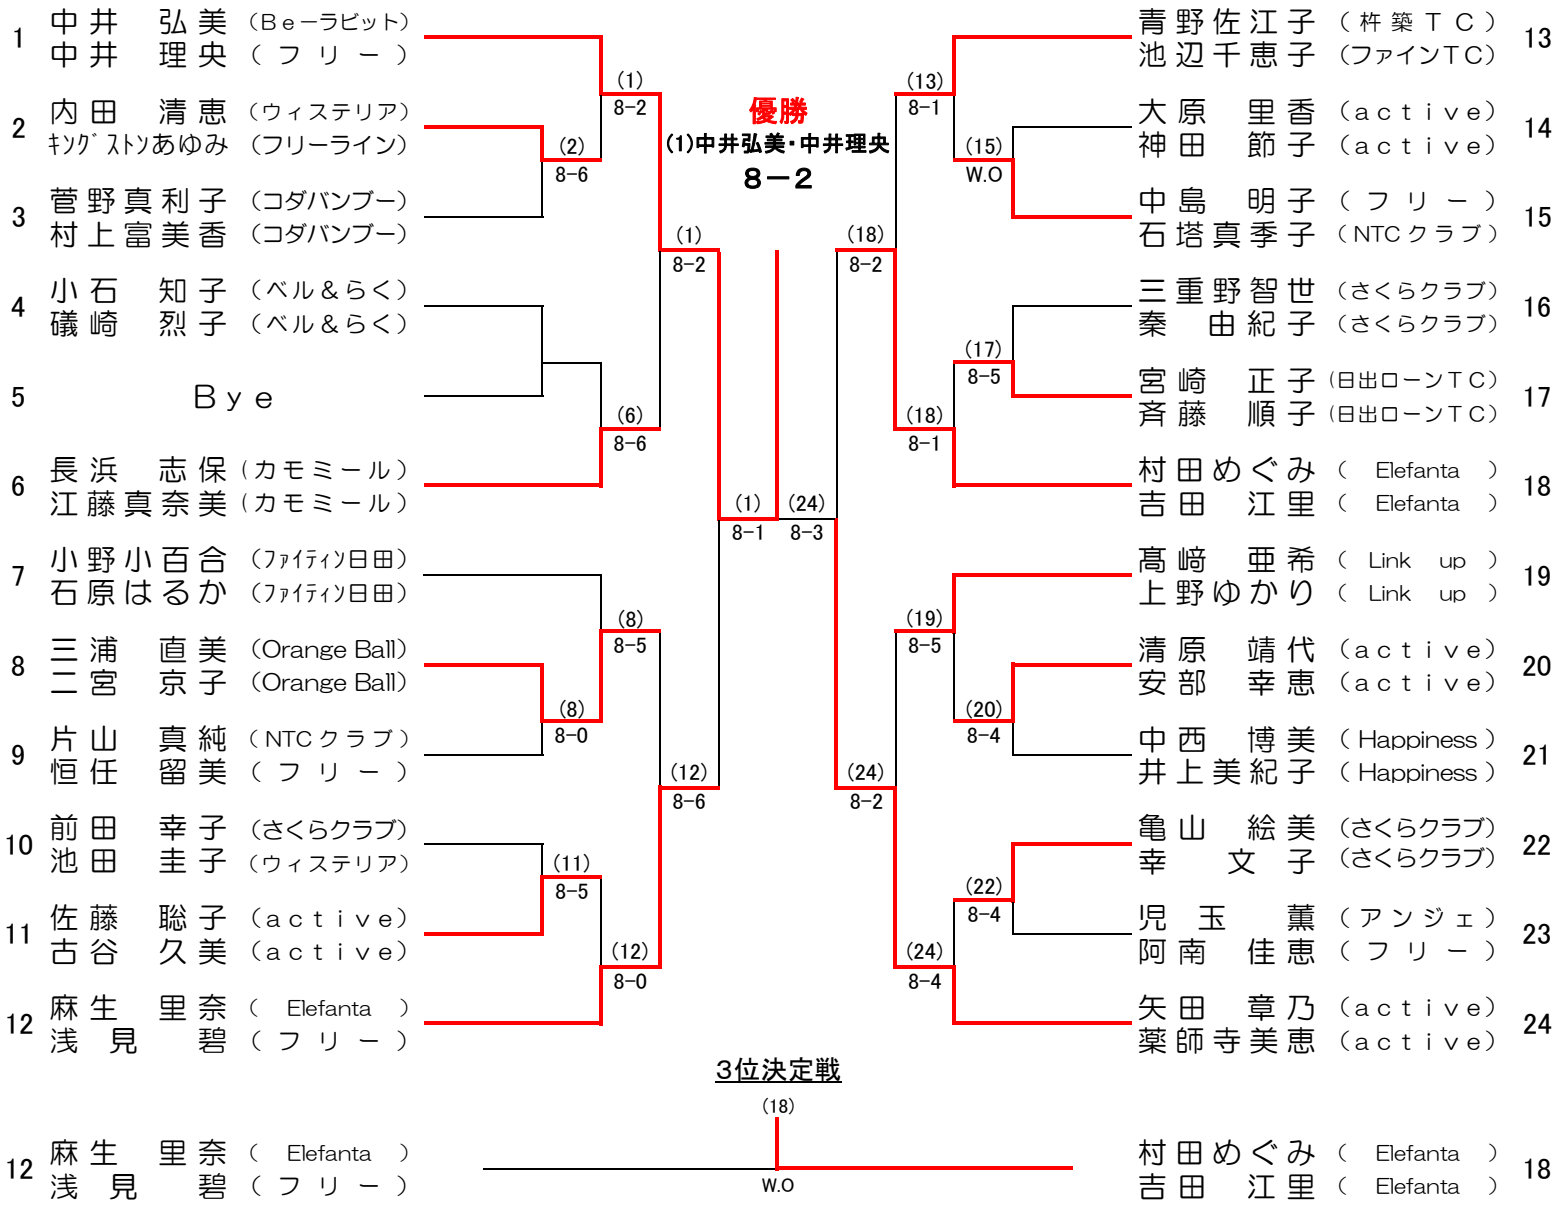 1 中井 弘美 (Be－ラビット)
中井 理央 (フリー)
2 内田 清恵 (ウィステリア)
ｷﾝｸﾞｽﾄﾝあゆみ (フリーライン)
3 菅野真利子 (コダバンブー)
村上富美香 (コダバンブー)
4 小石 知子 (ベル＆らく)
礒崎 烈子 (ベル＆らく)
5 Bye
6 長浜 志保 (カモミール)
江藤真奈美 (カモミール)
7 小野小百合 (ﾌｧｲﾃｨﾝ日田)
石原はるか (ﾌｧｲﾃｨﾝ日田)
8 三浦 直美 (Orange Ball)
二宮 京子 (Orange Ball)
9 片山 真純 (NTCクラブ)
恒任 留美 (フリー)
10 前田 幸子 (さくらクラブ)
池田 圭子 (ウィステリア)
11 佐藤 聡子 (active)
古谷 久美 (active)
12 麻生 里奈 ( Elefanta )
浅見 碧 (フリー)
(1)
8-2
(2)
8-6
(1)
8-2
(6)
8-6
(8)
8-5
(8)
8-0
(12)
8-6
(11)
8-5
(12)
8-0
(1)
8-1
優勝
(1)中井弘美・中井理央
8－2
(24)
8-3
(13)
8-1
(15)
W.O
(18)
8-2
(17)
8-5
(18)
8-1
(19)
8-5
(20)
8-4
(24)
8-2
(22)
8-4
(24)
8-4
青野佐江子 (杵築TC) 13
池辺千恵子 (ファインTC)
大原 里香 (active) 14
神田 節子 (active)
中島 明子 (フリー) 15
石塔真季子 (NTCクラブ)
三重野智世 (さくらクラブ) 16
秦 由紀子 (さくらクラブ)
宮崎 正子 (日出ローンTC) 17
斉藤 順子 (日出ローンTC)
村田めぐみ ( Elefanta ) 18
吉田 江里 ( Elefanta )
髙﨑 亜希 ( Link up ) 19
上野ゆかり ( Link up )
清原 靖代 (active) 20
安部 幸恵 (active)
中西 博美 (Happiness) 21
井上美紀子 (Happiness)
亀山 絵美 (さくらクラブ) 22
幸 文子 (さくらクラブ)
児玉 薫 (アンジェ) 23
阿南 佳恵 (フリー)
矢田 章乃 (active) 24
薬師寺美恵 (active)
3位決定戦
(18)
12 麻生 里奈 ( Elefanta )
浅見 碧 (フリー)
W.O
村田めぐみ ( Elefanta ) 18
吉田 江里 ( Elefanta )